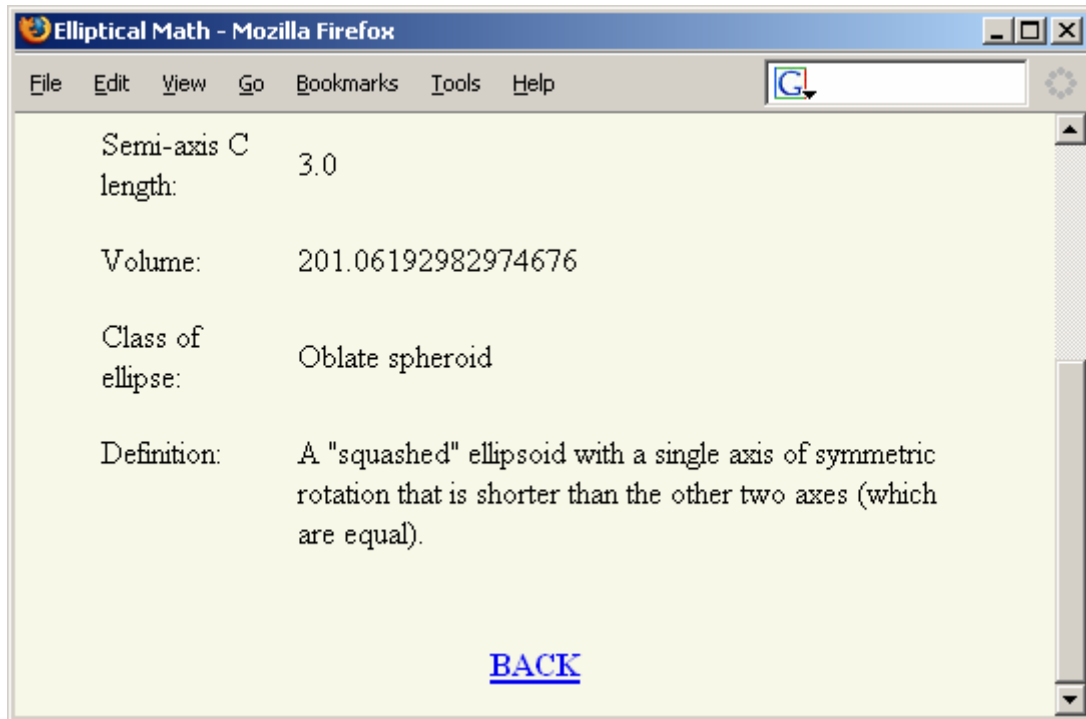 Elliptical Math - Mozilla Firefox
File Edit View Go Bookmarks Tools Help
G
Semi-axis C
length:
3.0
Volume: 201.06192982974676
Class of
ellipse:
Oblate spheroid
Definition: A "squashed" ellipsoid with a single axis of symmetric
rotation that is shorter than the other two axes (which
are equal).
BACK